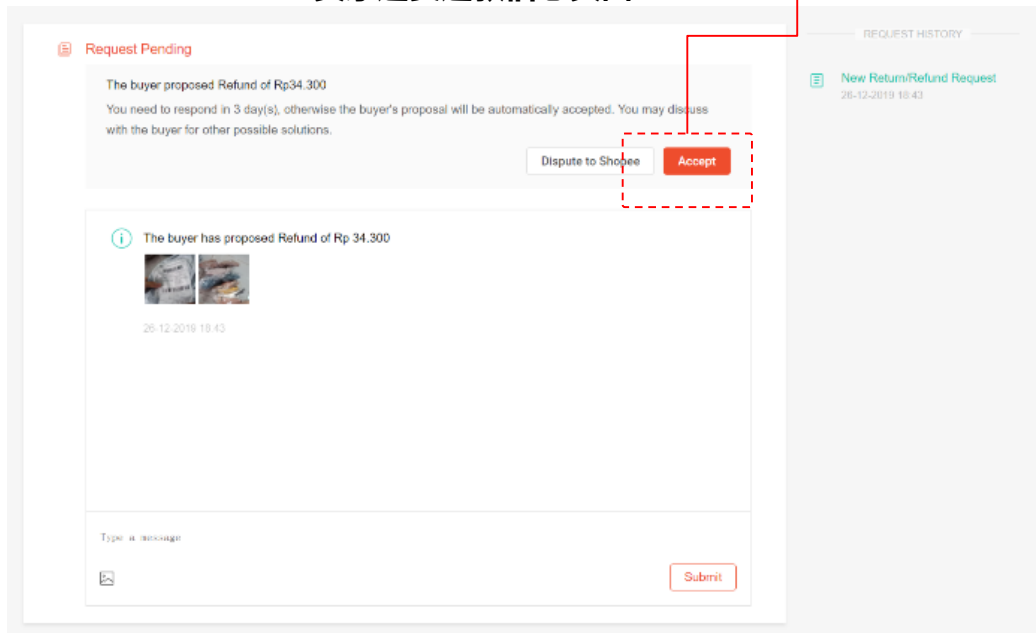 REQUEST HISTORY
Request Pending
The buyer proposed Refund of Rp34.300
You need to respond in 3 day(s), otherwise the buyer's proposal will be automatically accepted. You may discuss
with the buyer for other possible solutions.
Dispute to Shopee
Accept
New Return/Refund Request
26-12-2019 18:43
The buyer has proposed Refund of Rp 34.300
26-12-2019 18:43
Type a message
Submit